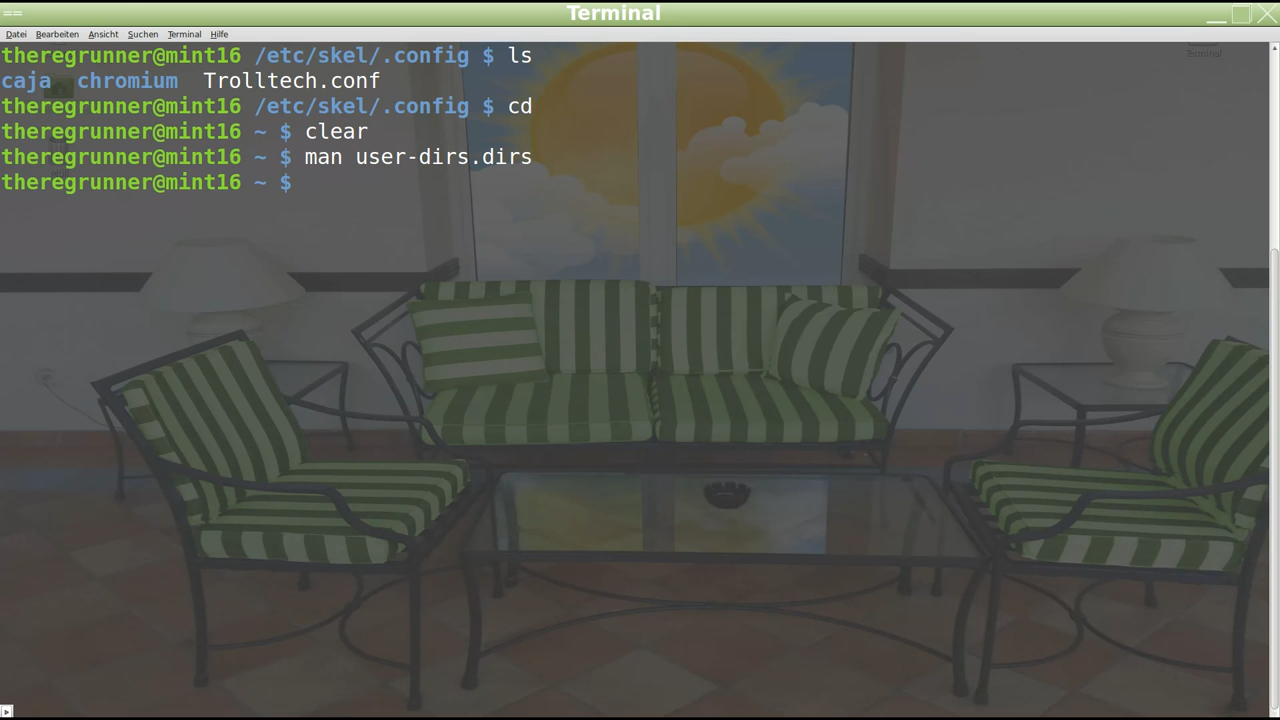 Terminal
Datei Bearbeiten Ansicht Suchen Terminal Hilfe
theregrunner@mint16 /etc/skel/.config $ ls
caja chromium Trolltech.conf
theregrunner@mint16 /etc/skel/.config $ cd
theregrunner@mint16 ~ $ clear
theregrunner@mint16 ~ $ man user-dirs.dirs
theregrunner@mint16 ~ $
Terminal